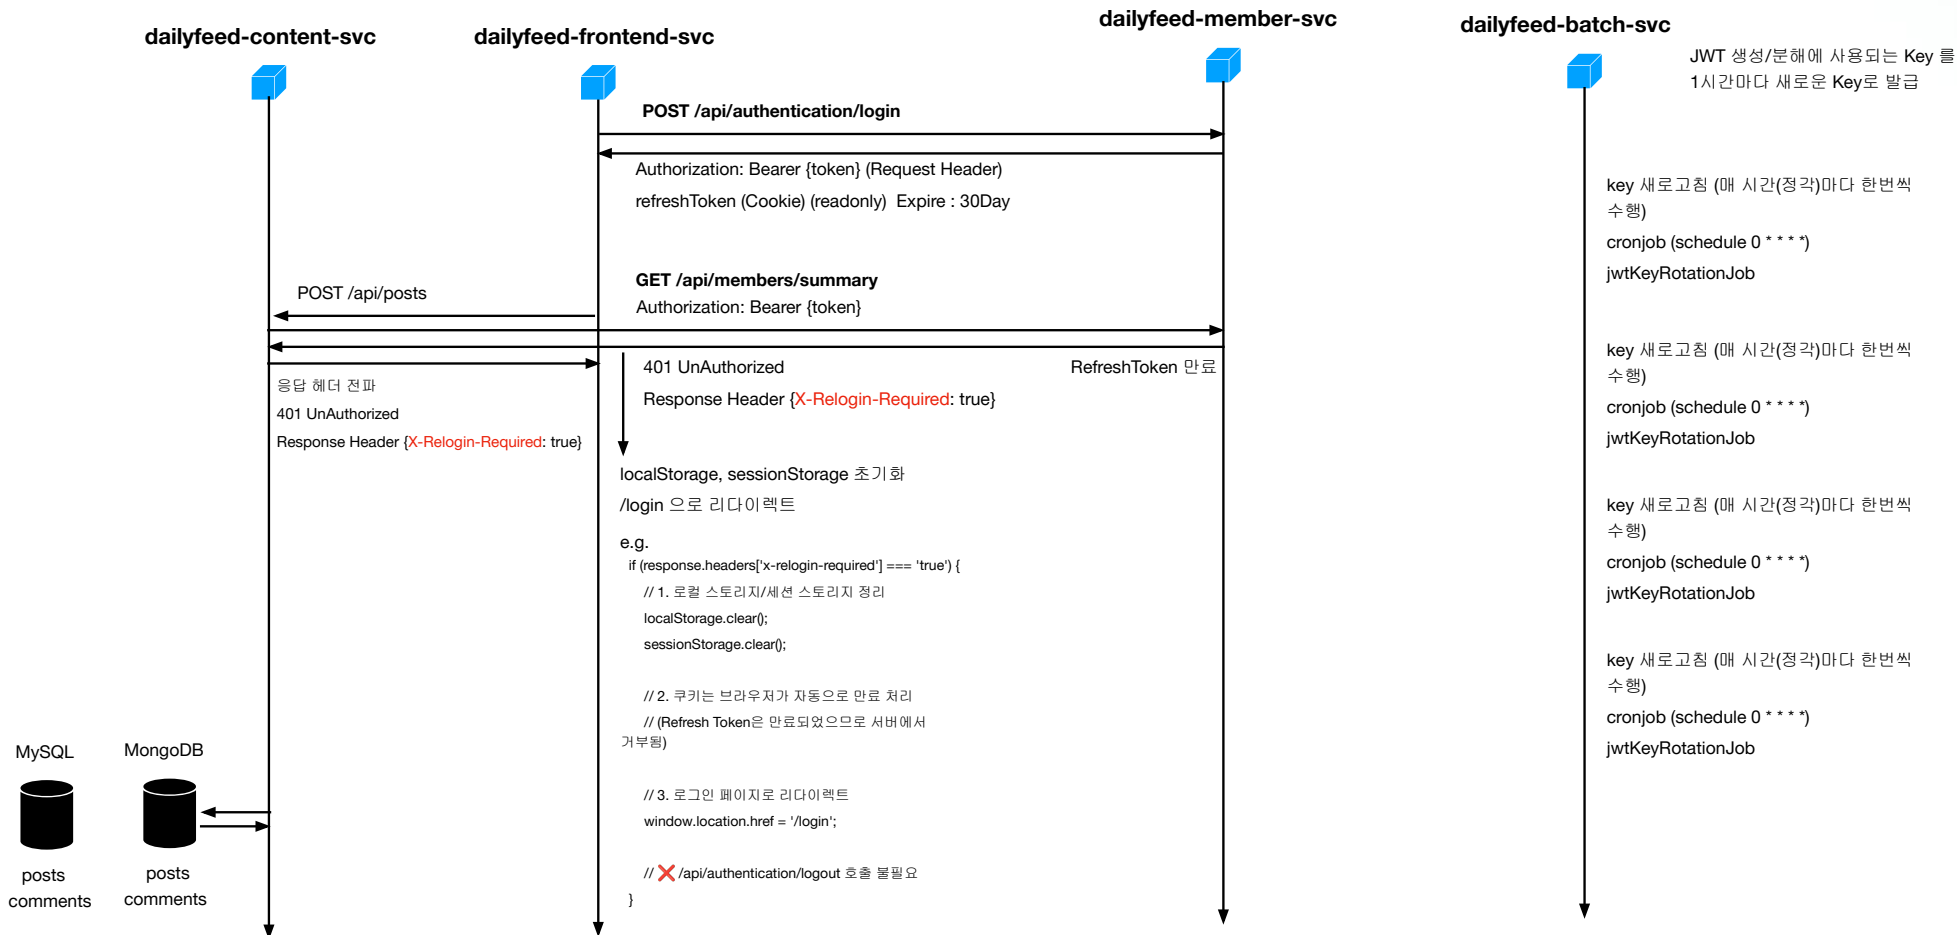 dailyfeed-content-svc
dailyfeed-frontend-svc
dailyfeed-member-svc
dailyfeed-batch-svc
JWT 생성/분해에 사용되는 Key 를
1시간마다 새로운 Key로 발급
POST /api/authentication/login
Authorization: Bearer {token} (Request Header)
refreshToken (Cookie) (readonly)  Expire : 30Day
GET /api/members/summary
Authorization: Bearer {token}
POST /api/posts
401 UnAuthorized
RefreshToken 만료
Response Header {X-Relogin-Required: true}
응답 헤더 전파
401 UnAuthorized
Response Header {X-Relogin-Required: true}
localStorage, sessionStorage 초기화
/login 으로 리다이렉트
e.g.
if (response.headers['x-relogin-required'] === 'true') {
// 1. 로컬 스토리지/세션 스토리지 정리
localStorage.clear();
sessionStorage.clear();
// 2. 쿠키는 브라우저가 자동으로 만료 처리
// (Refresh Token은 만료되었으므로 서버에서
거부됨)
// 3. 로그인 페이지로 리다이렉트
window.location.href = '/login';
// ❌ /api/authentication/logout 호출 불필요
}
MySQL
MongoDB
posts
comments
posts
comments
key 새로고침 (매 시간(정각)마다 한번씩
수행)
cronjob (schedule 0 * * * *)
jwtKeyRotationJob
key 새로고침 (매 시간(정각)마다 한번씩
수행)
cronjob (schedule 0 * * * *)
jwtKeyRotationJob
key 새로고침 (매 시간(정각)마다 한번씩
수행)
cronjob (schedule 0 * * * *)
jwtKeyRotationJob
key 새로고침 (매 시간(정각)마다 한번씩
수행)
cronjob (schedule 0 * * * *)
jwtKeyRotationJob